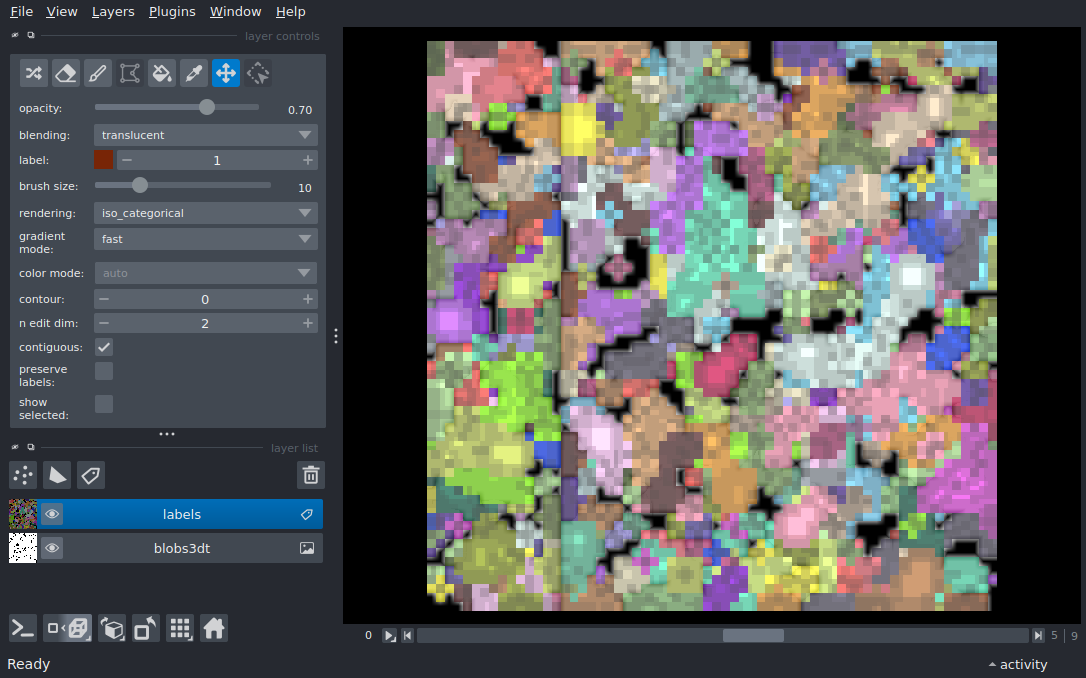 File View Layers Plugins Window Help
layer controls
opacity: 0.70
blending: translucent
label: 1
brush size: 10
rendering: iso_categorical
gradient
mode: fast
color mode: auto
contour: 0
n edit dim: 2
contiguous:
preserve
labels:
show
selected:
layer list
labels
blobs3dt
0 5 9
Ready activity